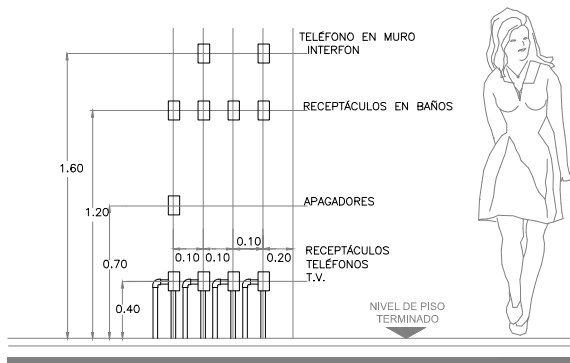 TELÉFONO EN MURO
INTERFON
RECEPTÁCULOS EN BAÑOS
1.60
1.20
APAGADORES
0.70
0.10
0.10
0.10
0.20
RECEPTÁCULOS
TELÉFONOS
T.V.
0.40
NIVEL DE PISO
TERMINADO